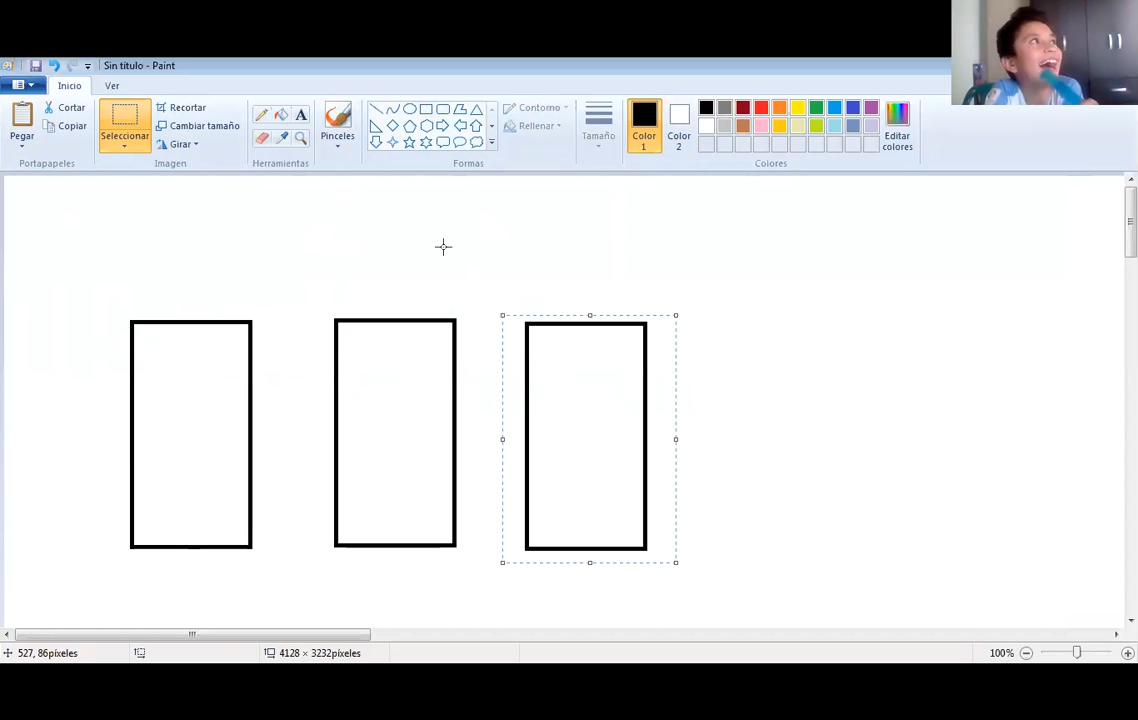 Sin título - Paint
Inicio Ver
Pegar
Cortar
Copiar
Portapapeles
Seleccionar
Recortar
Cambiar tamaño
Girar
Imagen
A
Herramientas
Pinceles
Contorno
Rellenar
Formas
Tamaño
Color
1
Color
2
Editar
colores
Colores
527, 86píxeles
4128 × 3232píxeles
100%